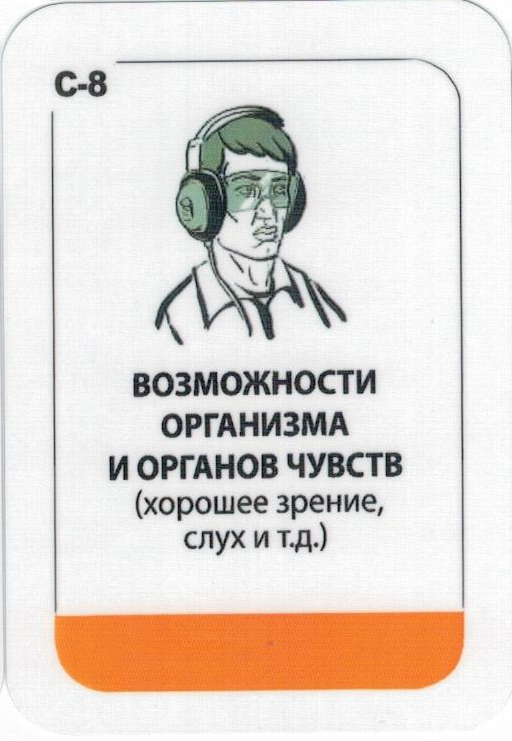 С-8
ВОЗМОЖНОСТИ
ОРГАНИЗМА
И ОРГАНОВ ЧУВСТВ
(хорошее зрение,
слух и т.д.)